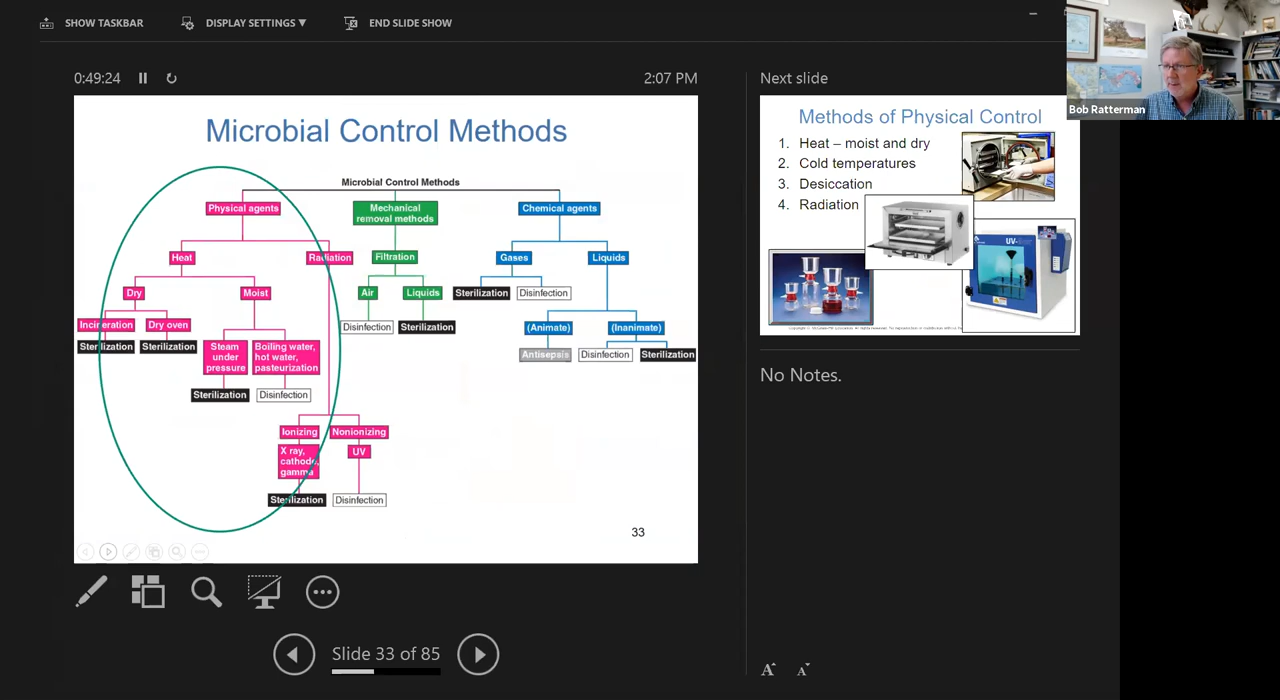 SHOW TASKBAR
DISPLAY SETTINGS ▼
END SLIDE SHOW
0:49:24
2:07 PM
Next slide
Bob Ratterman
Microbial Control Methods
Microbial Control Methods
Physical agents
Mechanical
removal methods
Chemical agents
Heat
Radiation
Filtration
Gases
Liquids
Dry
Moist
Air
Liquids
Sterilization
Disinfection
Incineration
Dry oven
Disinfection
Sterilization
(Animate)
(Inanimate)
Sterilization
Sterilization
Steam
under
pressure
Boiling water,
hot water,
pasteurization
Antisepsis
Disinfection
Sterilization
Sterilization
Disinfection
Ionizing
Nonionizing
X ray,
cathode,
gamma
UV
Sterilization
Disinfection
33
Methods of Physical Control
1. Heat – moist and dry
2. Cold temperatures
3. Desiccation
4. Radiation
UV-
No Notes.
Slide 33 of 85
A
A